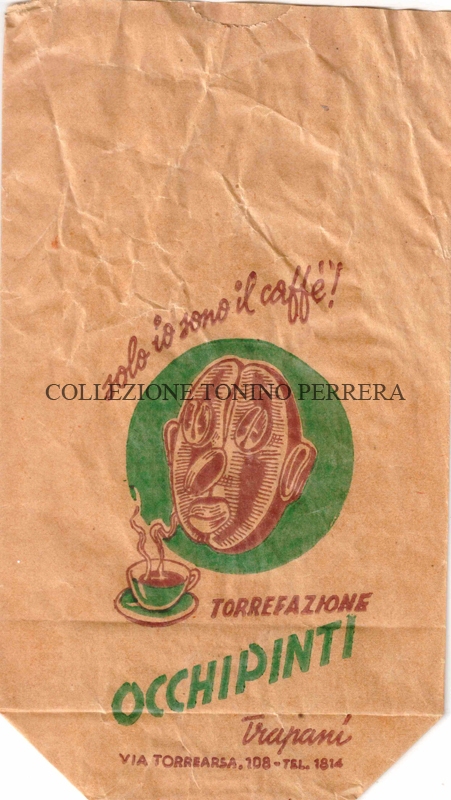 solo io sono il caffè!
COLLEZIONE TONINO PERRERA
TORREFAZIONE
OCCHIPINTI
Trapani
VIA TORREARSA, 108 - TEL. 1814